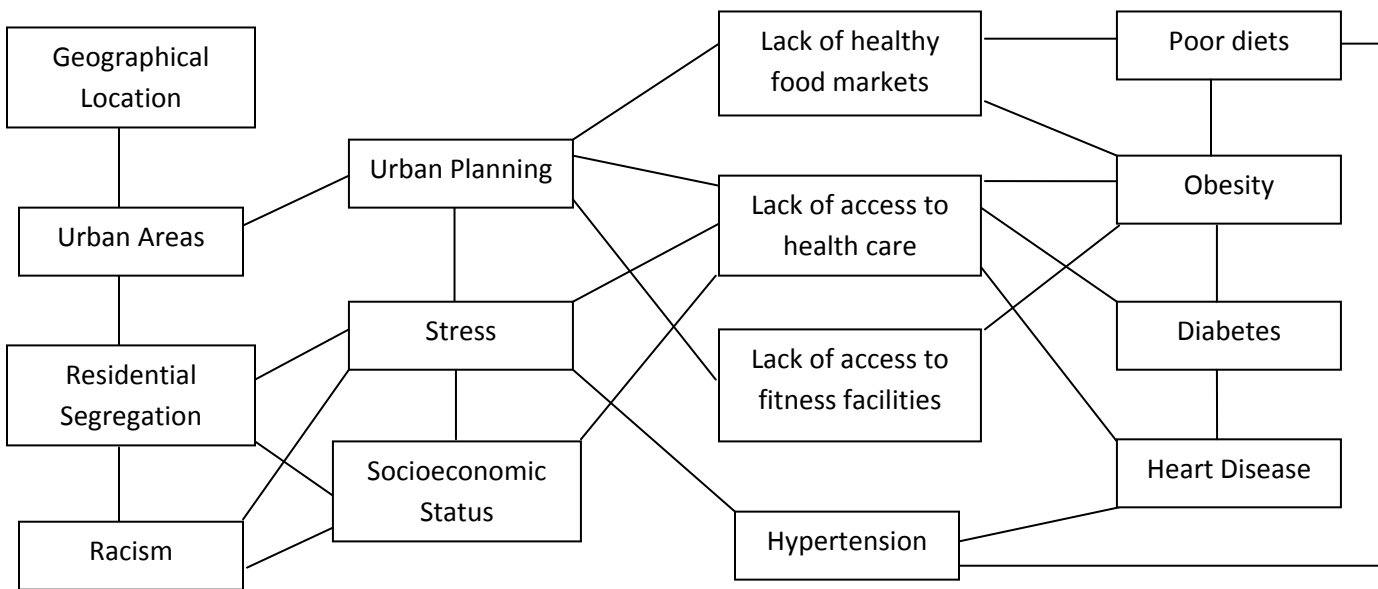 Geographical
Location
Urban Areas
Residential
Segregation
Racism
Urban Planning
Stress
Socioeconomic
Status
Lack of healthy
food markets
Lack of access to
health care
Lack of access to
fitness facilities
Hypertension
Poor diets
Obesity
Diabetes
Heart Disease